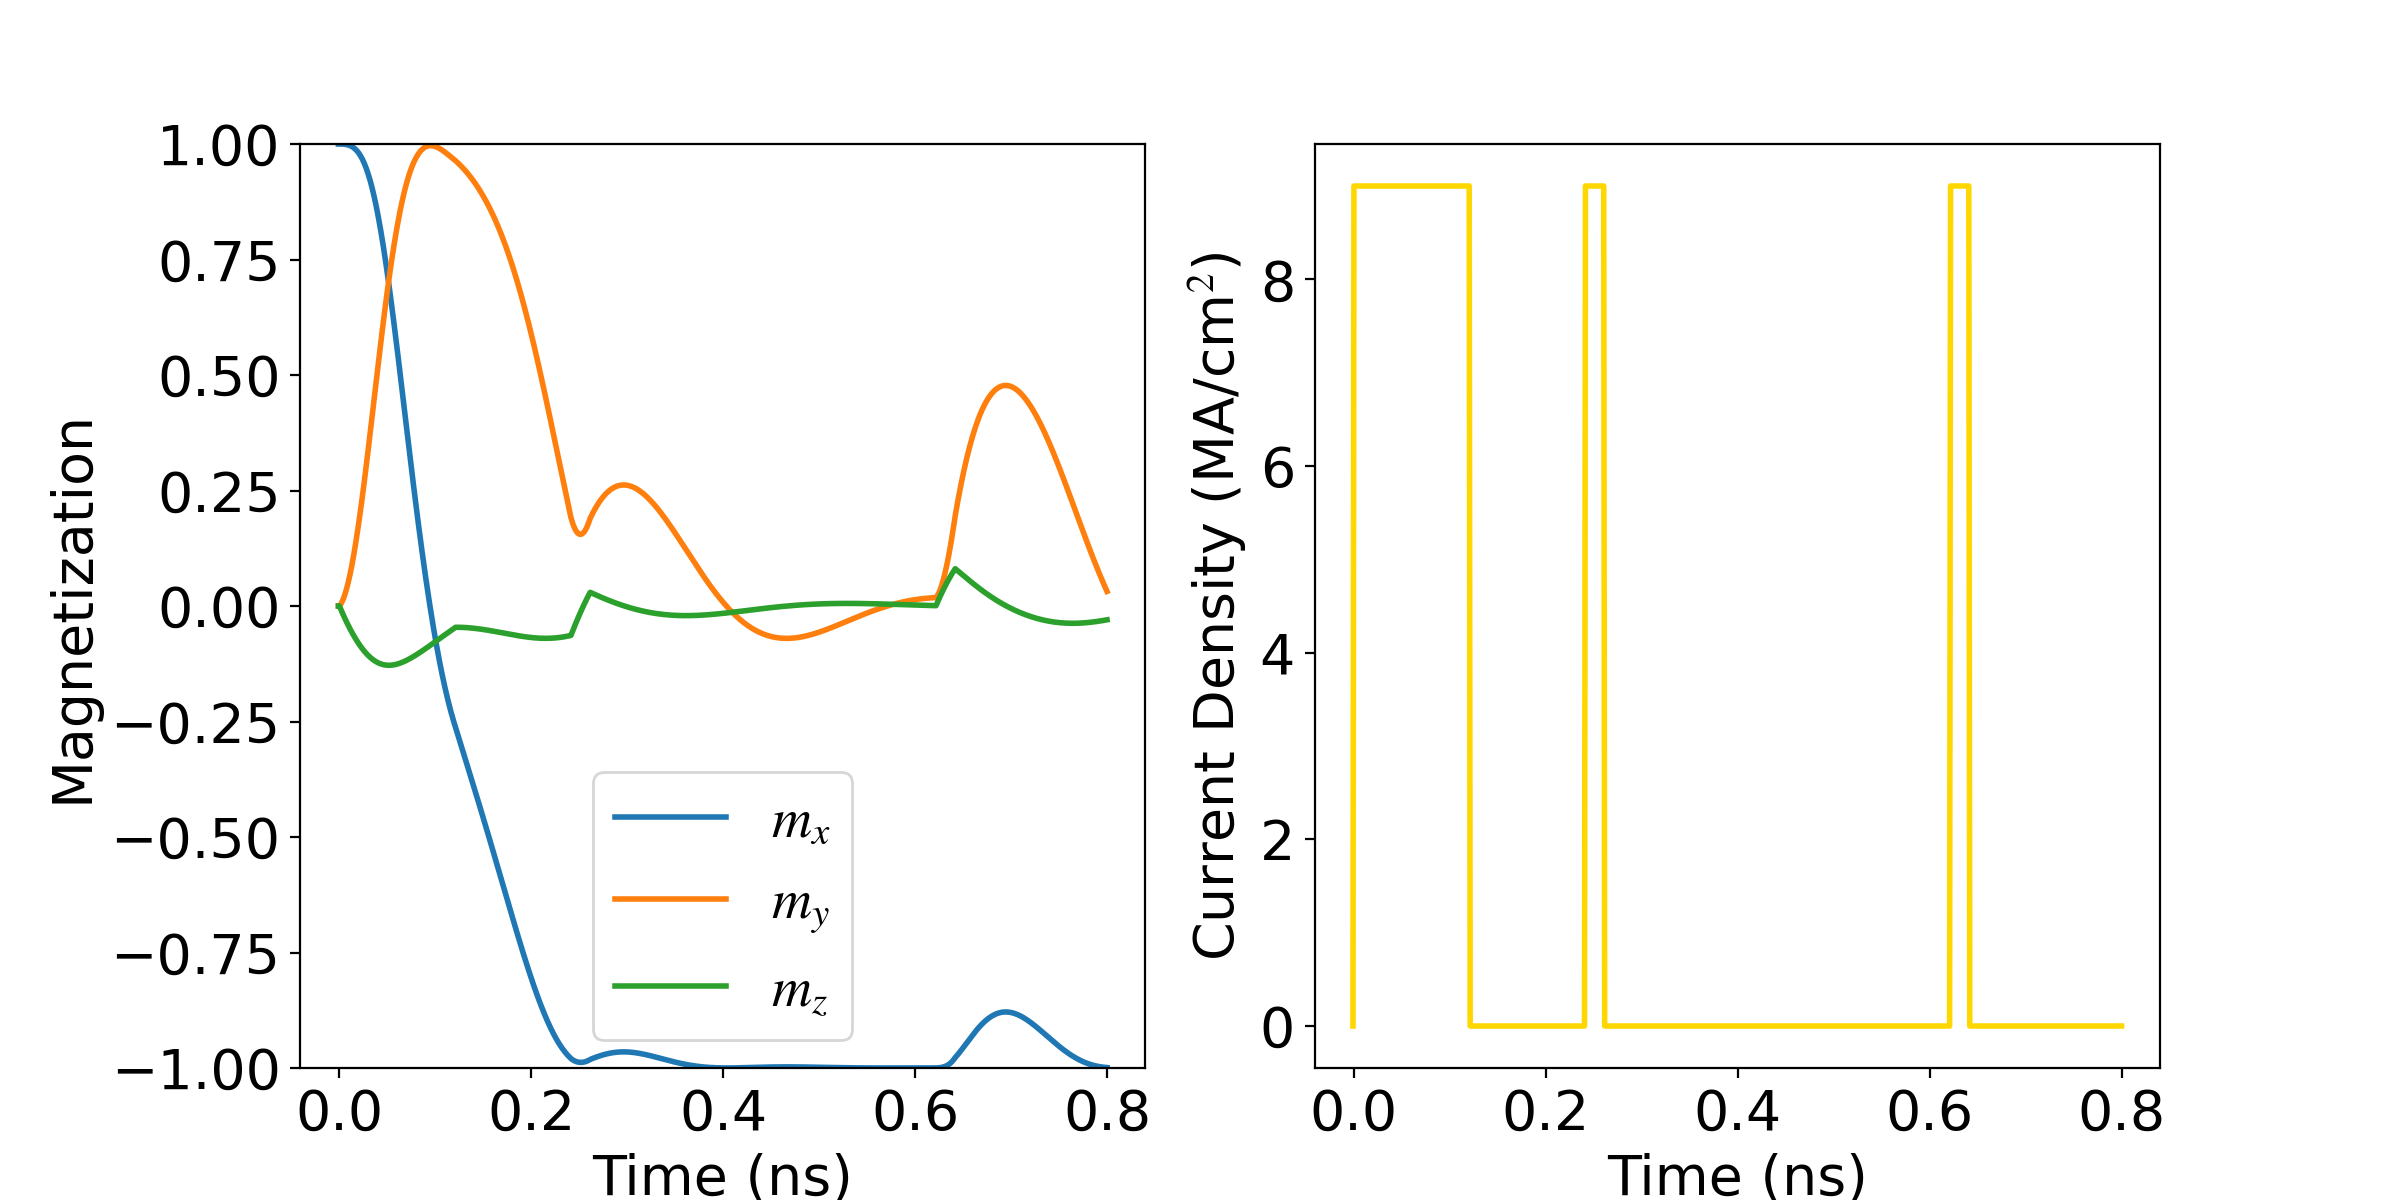 1.00
0.75
0.50
0.25
0.00
−0.25
−0.50
−0.75
−1.00
Magnetization
0.0 0.2 0.4 0.6 0.8
Time (ns)
m_x
m_y
m_z
8
6
4
2
0
Current Density (MA/cm²)
0.0 0.2 0.4 0.6 0.8
Time (ns)